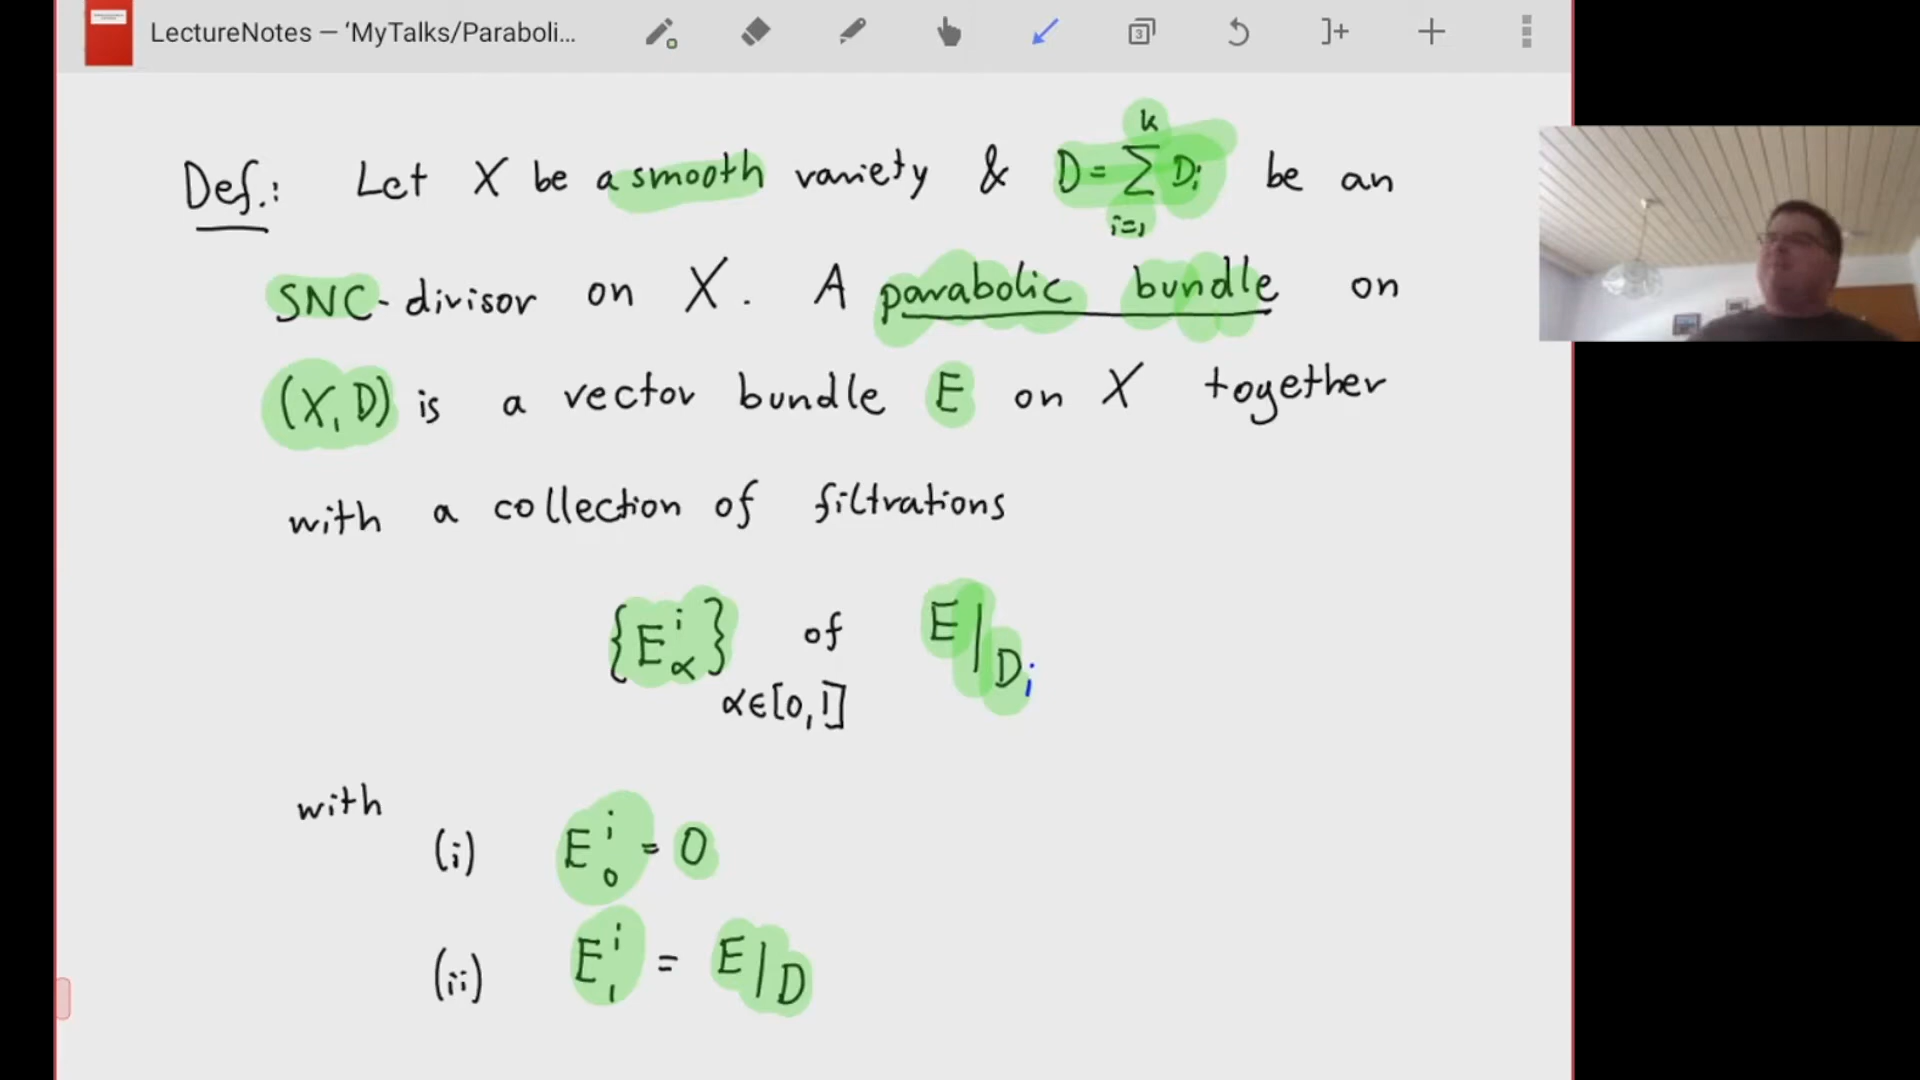 LectureNotes – ‘MyTalks/Paraboli...
3
Def.: Let X be a smooth variety & D = ∑_{i=1}^{k} D_i be an
SNC-divisor on X. A parabolic bundle on
(X, D) is a vector bundle E on X together
with a collection of filtrations
{E^i_α}_{α∈[0,1]} of E|_{D_i}
with
(i) E^i_0 = 0
(ii) E^i_1 = E|_D